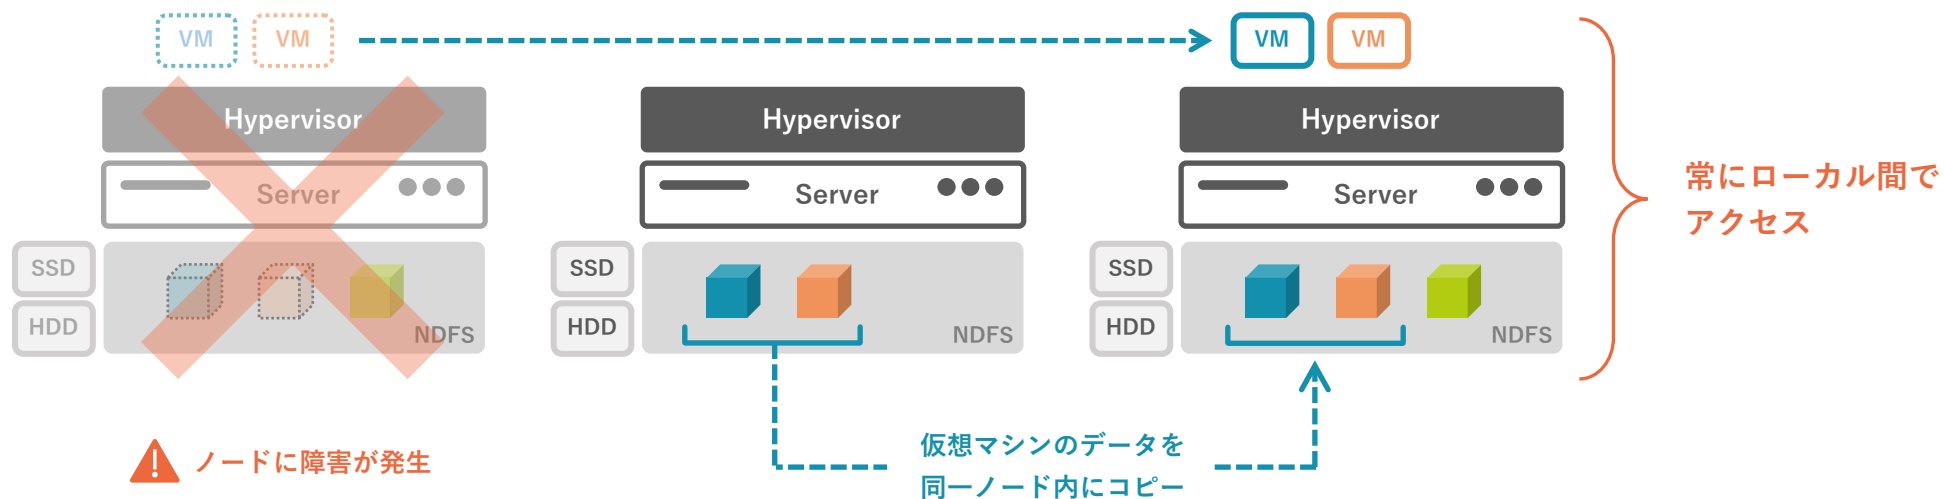 VM
VM
VM
VM
Hypervisor
Hypervisor
Hypervisor
Server
Server
Server
常にローカル間で
アクセス
SSD
HDD
NDFS
SSD
HDD
NDFS
SSD
HDD
NDFS
ノードに障害が発生
仮想マシンのデータを
同一ノード内にコピー